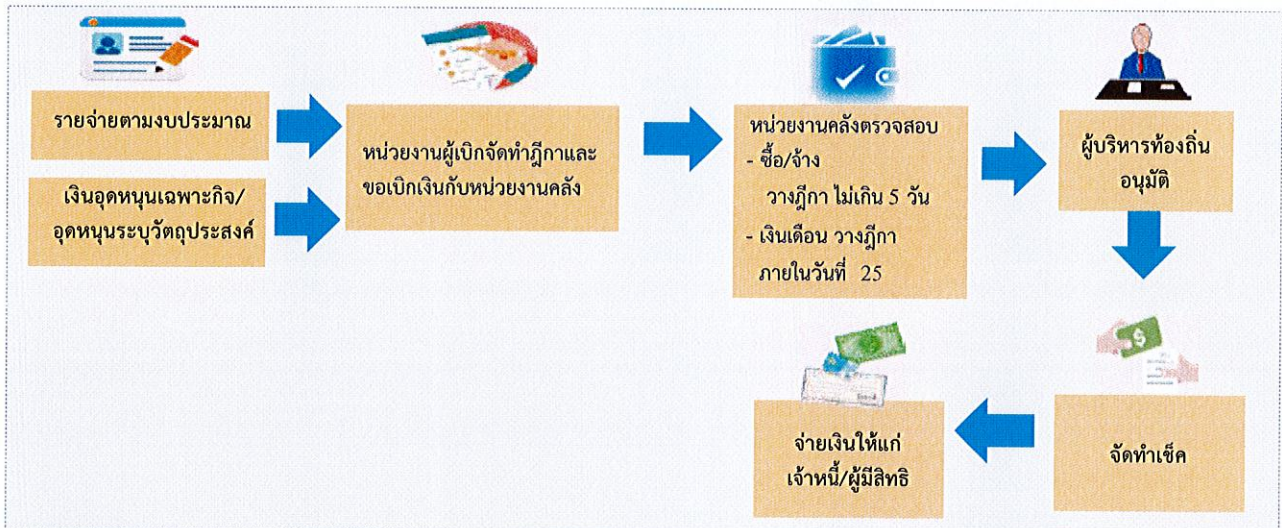 รายจ่ายตามงบประมาณ
เงินอุดหนุนเฉพาะกิจ/
อุดหนุนระบุวัตถุประสงค์
หน่วยงานผู้เบิกจัดทำฎีกาและ
ขอเบิกเงินกับหน่วยงานคลัง
หน่วยงานคลังตรวจสอบ
- ซื้อ/จ้าง
วางฎีกา ไม่เกิน 5 วัน
- เงินเดือน วางฎีกา
ภายในวันที่ 25
ผู้บริหารท้องถิ่น
อนุมัติ
จัดทำเช็ค
จ่ายเงินให้แก่
เจ้าหนี้/ผู้มีสิทธิ